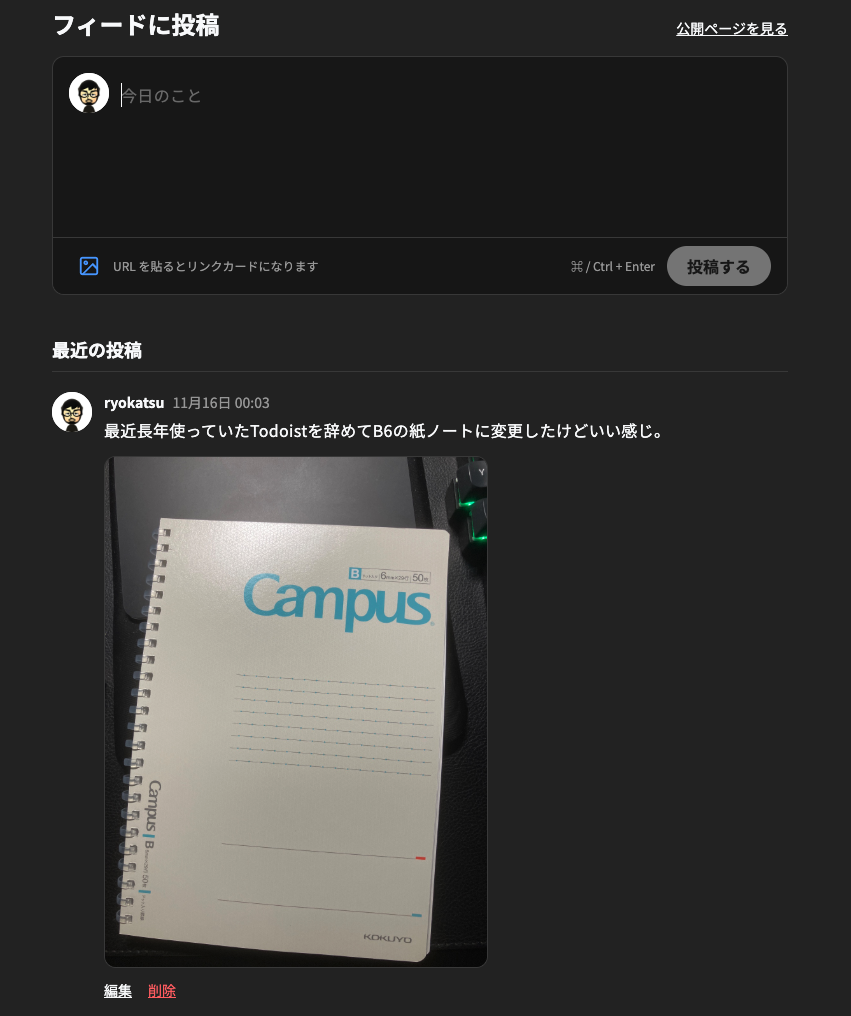 フィードに投稿
公開ページを見る
今日のこと
URL を貼るとリンクカードになります
⌘ / Ctrl + Enter
投稿する
最近の投稿
ryokatsu 11月16日 00:03
最近長年使っていたTodoistを辞めてB6の紙ノートに変更したけどいい感じ。
Y
B
50
Campus
Campus B
KOKUYO
編集 削除